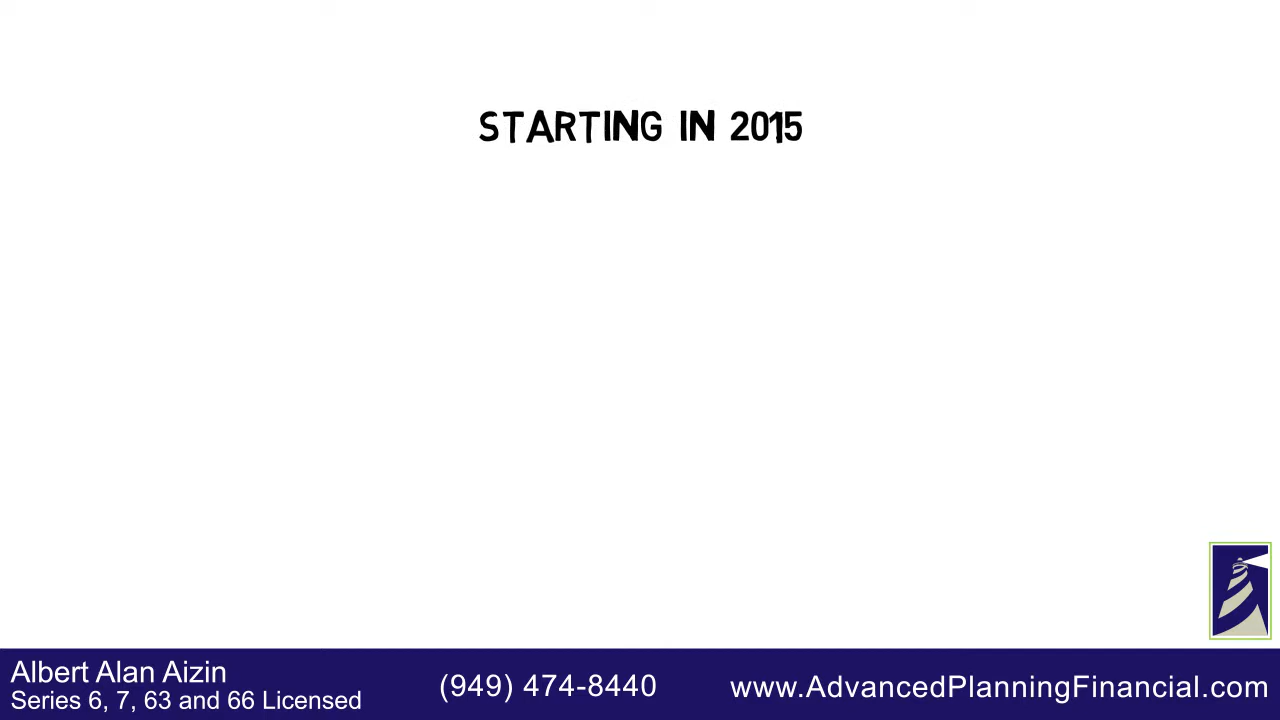 STARTING IN 2015
Albert Alan Aizin
Series 6, 7, 63 and 66 Licensed
(949) 474-8440
www.AdvancedPlanningFinancial.com